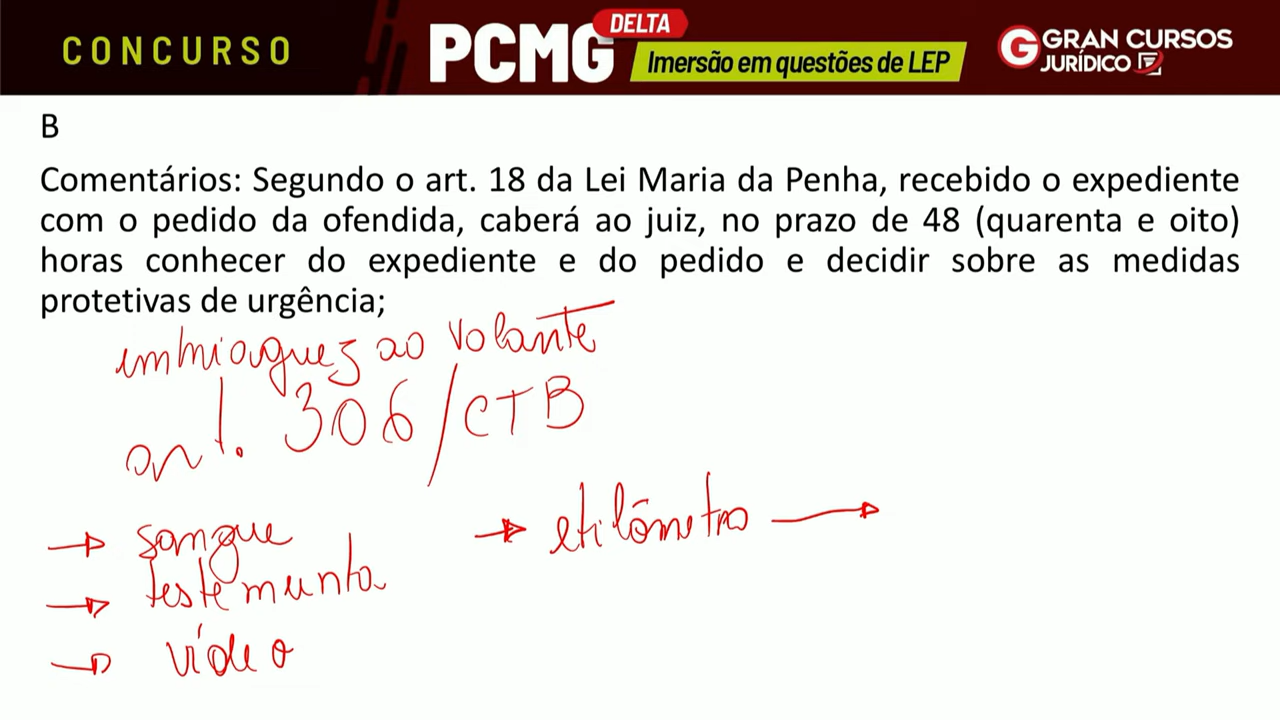 CONCURSO
PCMG
DELTA
Imersão em questões de LEP
GRAN CURSOS
JURÍDICO
B
Comentários: Segundo o art. 18 da Lei Maria da Penha, recebido o expediente
com o pedido da ofendida, caberá ao juiz, no prazo de 48 (quarenta e oito)
horas conhecer do expediente e do pedido e decidir sobre as medidas
protetivas de urgência;
embriaguez ao volante
art. 306/CTB
→ sangue
→ etilômetro →
→ testemunha
→ vídeo